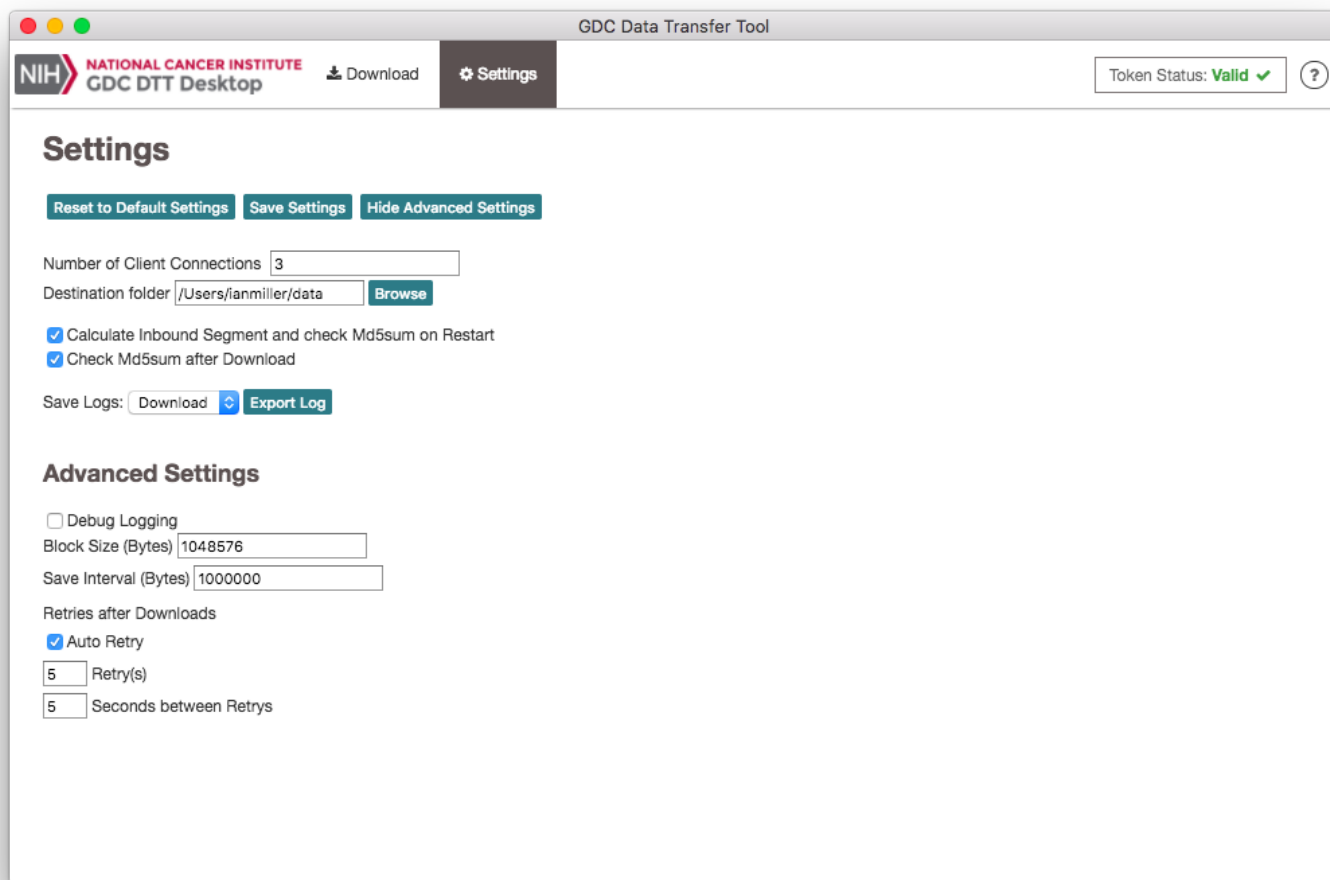 GDC Data Transfer Tool
NIH NATIONAL CANCER INSTITUTE
GDC DTT Desktop
Download
Settings
Token Status: Valid
?
Settings
Reset to Default Settings Save Settings Hide Advanced Settings
Number of Client Connections 3
Destination folder /Users/ianmiller/data Browse
Calculate Inbound Segment and check Md5sum on Restart
Check Md5sum after Download
Save Logs: Download Export Log
Advanced Settings
Debug Logging
Block Size (Bytes) 1048576
Save Interval (Bytes) 1000000
Retries after Downloads
Auto Retry
5 Retry(s)
5 Seconds between Retrys